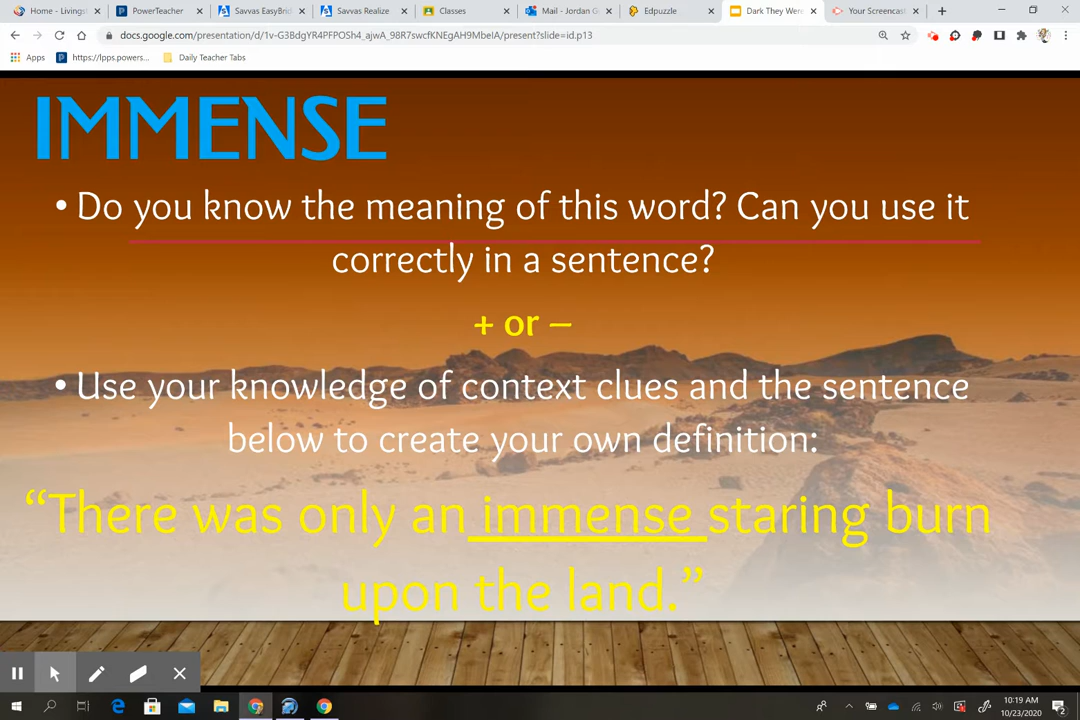 Home - Livings
PowerTeacher
Savvas EasyBrid
Savvas Realize
Classes
Mail - Jordan G
Edpuzzle
Dark They Were
Your Screencast
docs.google.com/presentation/d/1v-G3BdgYR4PFPOSh4_ajwA_98R7swcfKNEgAH9MbeIA/present?slide=id.p13
Apps
https://lpps.powers...
Daily Teacher Tabs
IMMENSE
• Do you know the meaning of this word? Can you use it
correctly in a sentence?
+ or –
• Use your knowledge of context clues and the sentence
below to create your own definition:
“There was only an immense staring burn
upon the land.”
10:19 AM
10/23/2020
2